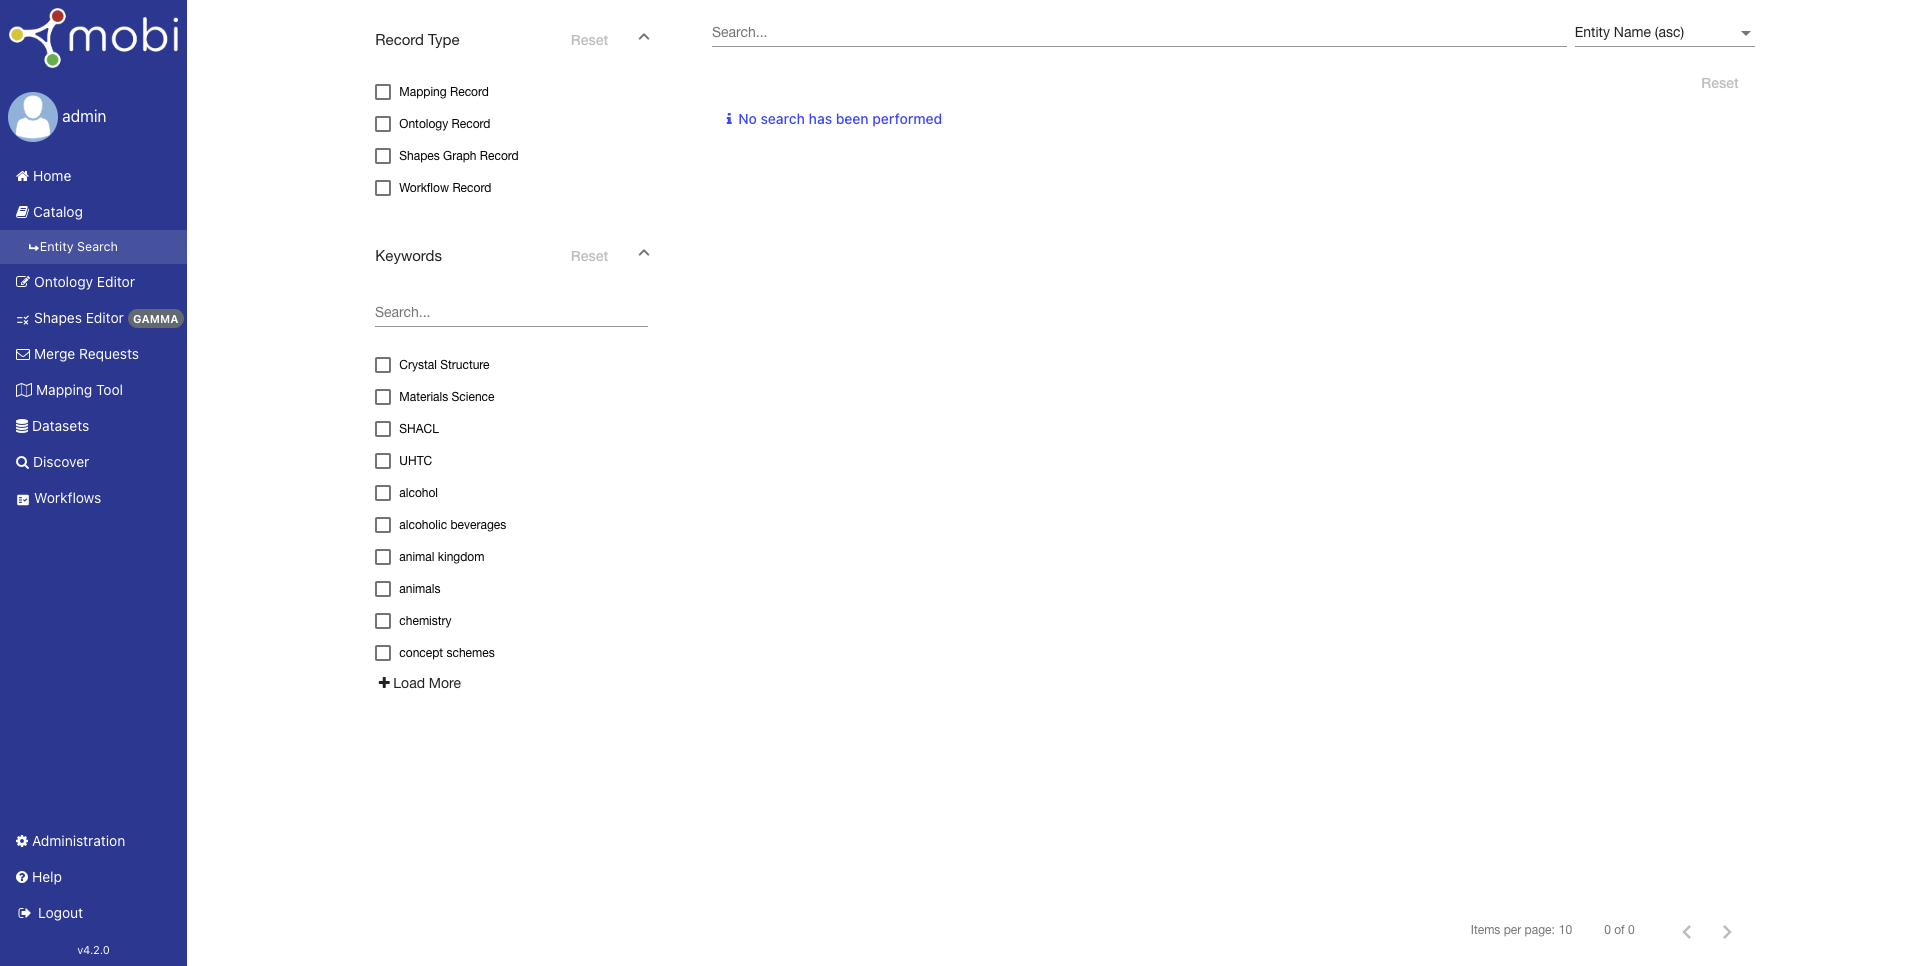 mobi
admin
Home
Catalog
Entity Search
Ontology Editor
Shapes Editor GAMMA
Merge Requests
Mapping Tool
Datasets
Discover
Workflows
Administration
Help
Logout
v4.2.0
Record Type Reset
Mapping Record
Ontology Record
Shapes Graph Record
Workflow Record
Keywords Reset
Search...
Crystal Structure
Materials Science
SHACL
UHTC
alcohol
alcoholic beverages
animal kingdom
animals
chemistry
concept schemes
Load More
Search... Entity Name (asc)
Reset
No search has been performed
Items per page: 10 0 of 0